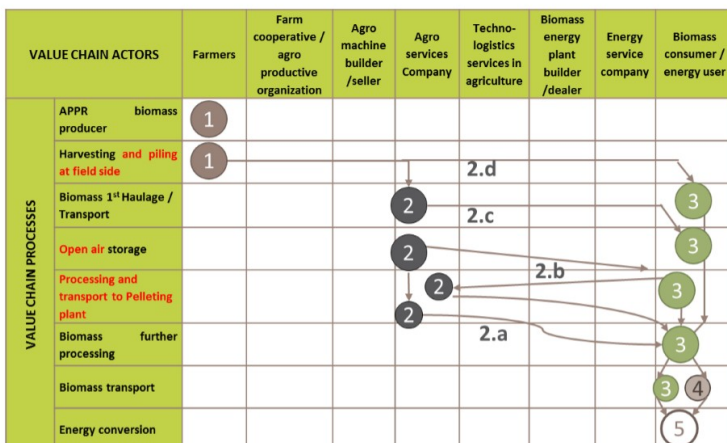 VALUE CHAIN ACTORS
Farmers
Farm
cooperative /
agro
productive
organization
Agro
machine
builder
/seller
Agro
services
Company
Techno-
logistics
services in
agriculture
Biomass
energy
plant
builder
/dealer
Energy
service
company
Biomass
consumer /
energy user
VALUE CHAIN PROCESSES
APPR biomass
producer
1
Harvesting and piling
at field side
1
2.d
Biomass 1st Haulage /
Transport
2
2.c
3
Open air storage
2
3
2.b
Processing and
transport to Pelleting
plant
2
3
2
2.a
Biomass further
processing
3
Biomass transport
3
4
Energy conversion
5